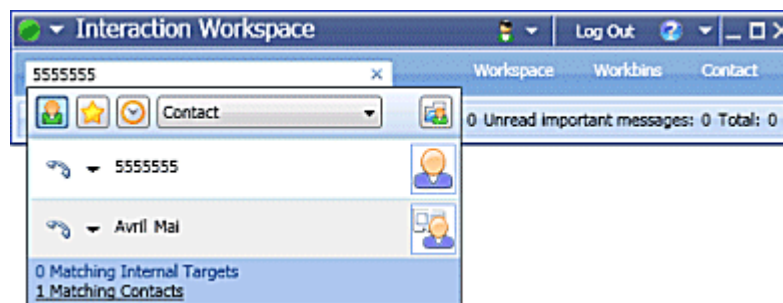 Interaction Workspace Log Out
5555555 Workspace Workbins Contact
Contact 0 Unread important messages: 0 Total: 0
5555555
Avril Mai
0 Matching Internal Targets
1 Matching Contacts